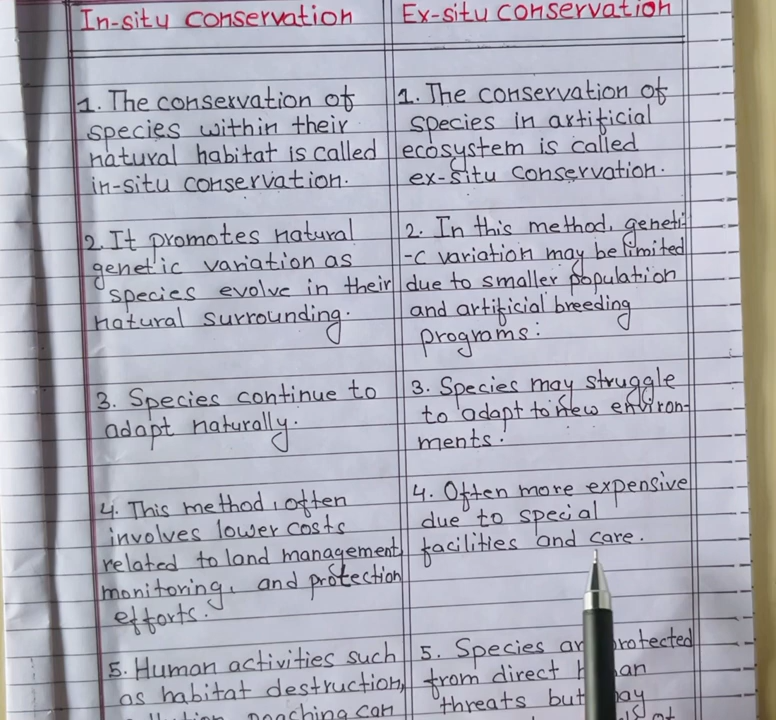 In-situ conservation
1. The conservation of
species within their
natural habitat is called
in-situ conservation.
2. It promotes natural
genetic variation as
species evolve in their
natural surrounding.
3. Species continue to
adapt naturally.
4. This method, often
involves lower costs
related to land management,
monitoring, and protection
efforts.
5. Human activities such
as habitat destruction,
poaching can
Ex-situ conservation
1. The conservation of
species in artificial
ecosystem is called
ex-situ conservation.
2. In this method, geneti-
-c variation may be limited
due to smaller population
and artificial breeding
programs.
3. Species may struggle
to adapt to new environ-
ments.
4. Often more expensive
due to special
facilities and care.
5. Species protected
from direct
threats but